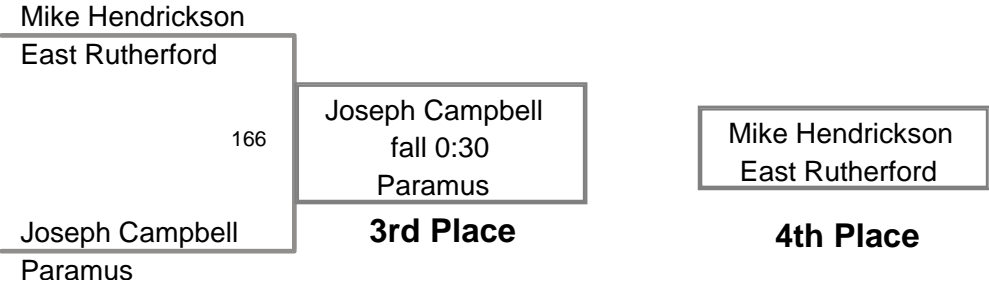 Mike Hendrickson
East Rutherford
166
Joseph Campbell
Paramus
Joseph Campbell
fall 0:30
Paramus
3rd Place
Mike Hendrickson
East Rutherford
4th Place